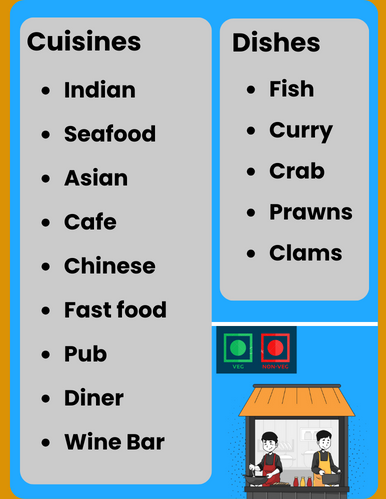 Cuisines
Indian
Seafood
Asian
Cafe
Chinese
Fast food
Pub
Diner
Wine Bar
Dishes
Fish
Curry
Crab
Prawns
Clams
VEG
NON-VEG